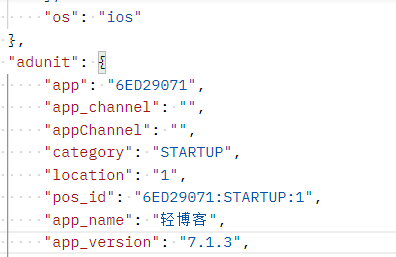 "os": "ios"
},
"adunit": {
"app": "6ED29071",
"app_channel": "",
"appChannel": "",
"category": "STARTUP",
"location": "1",
"pos_id": "6ED29071:STARTUP:1",
"app_name": "轻博客",
"app_version": "7.1.3",